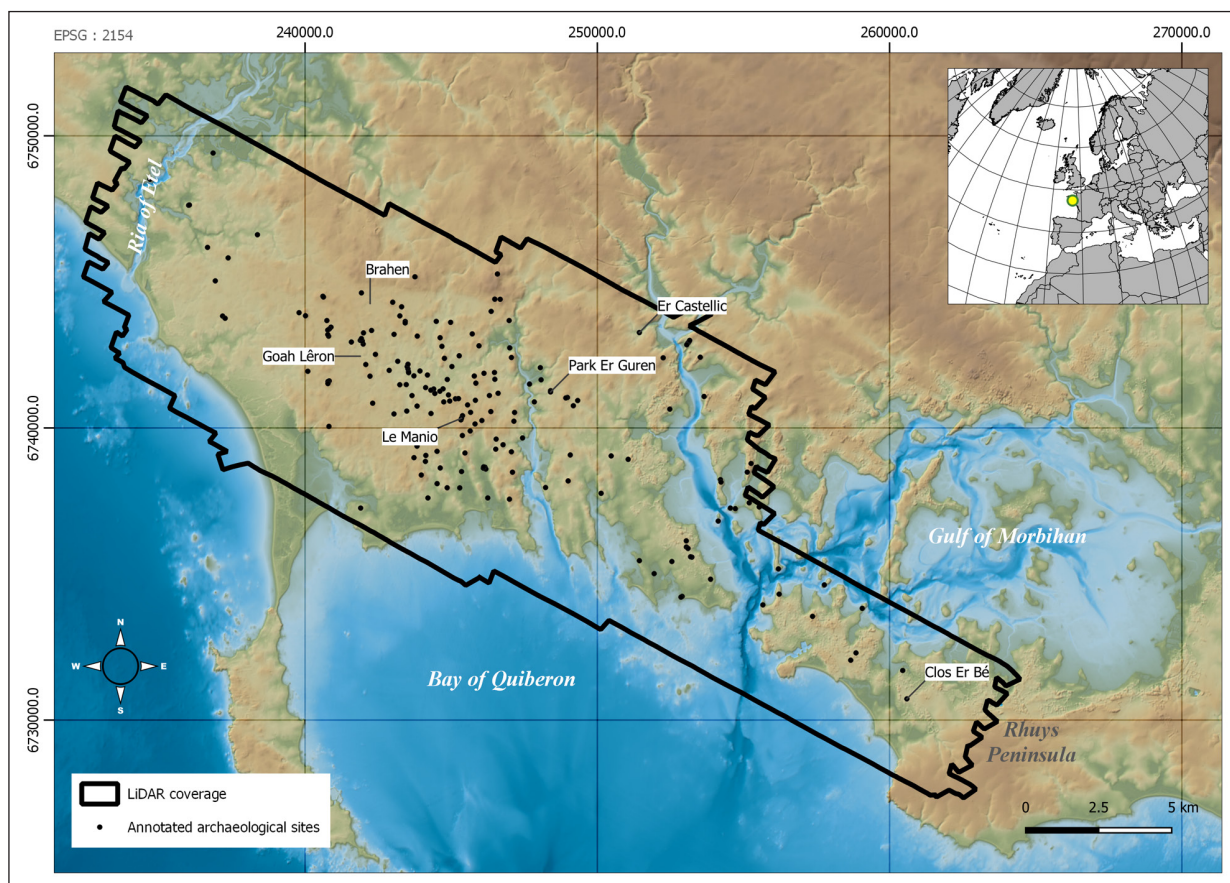 EPSG : 2154
240000.0
250000.0
260000.0
270000.0
6750000.0
6740000.0
6730000.0
Ria of Etel
Brahen
Er Castellic
Goah Lêron
Park Er Guren
Le Manio
Gulf of Morbihan
Clos Er Bé
Bay of Quiberon
Rhuys
Peninsula
N
W
E
S
LiDAR coverage
Annotated archaeological sites
0 2.5 5 km